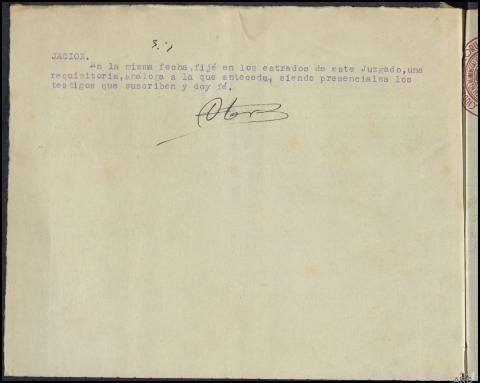 JACION.
En la misma fecha,fijé en los estrados de este Juzgado,una
requisitoria,análoga a la que antecede, siendo presenciales los
testigos que suscriben y doy fé.